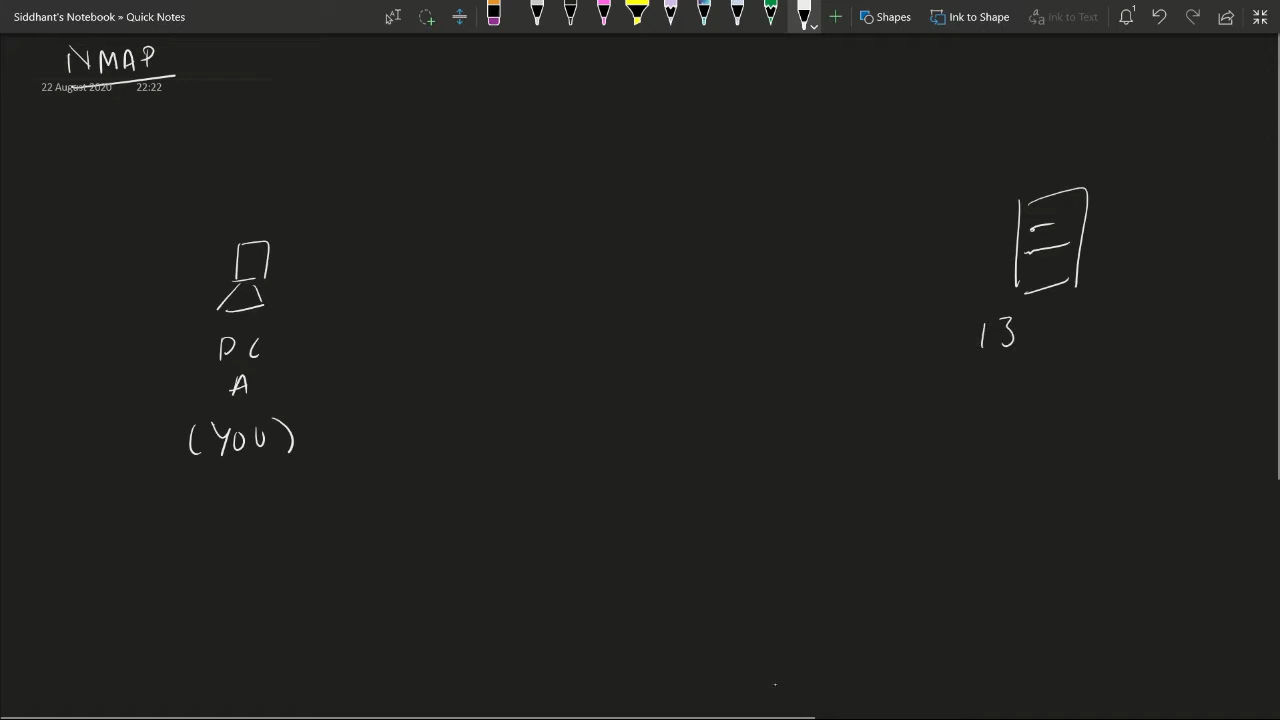 Siddhant's Notebook » Quick Notes
Shapes
Ink to Shape
Ink to Text
1
NMAP
22 August 2020 22:22
PC
A
(YOU)
13